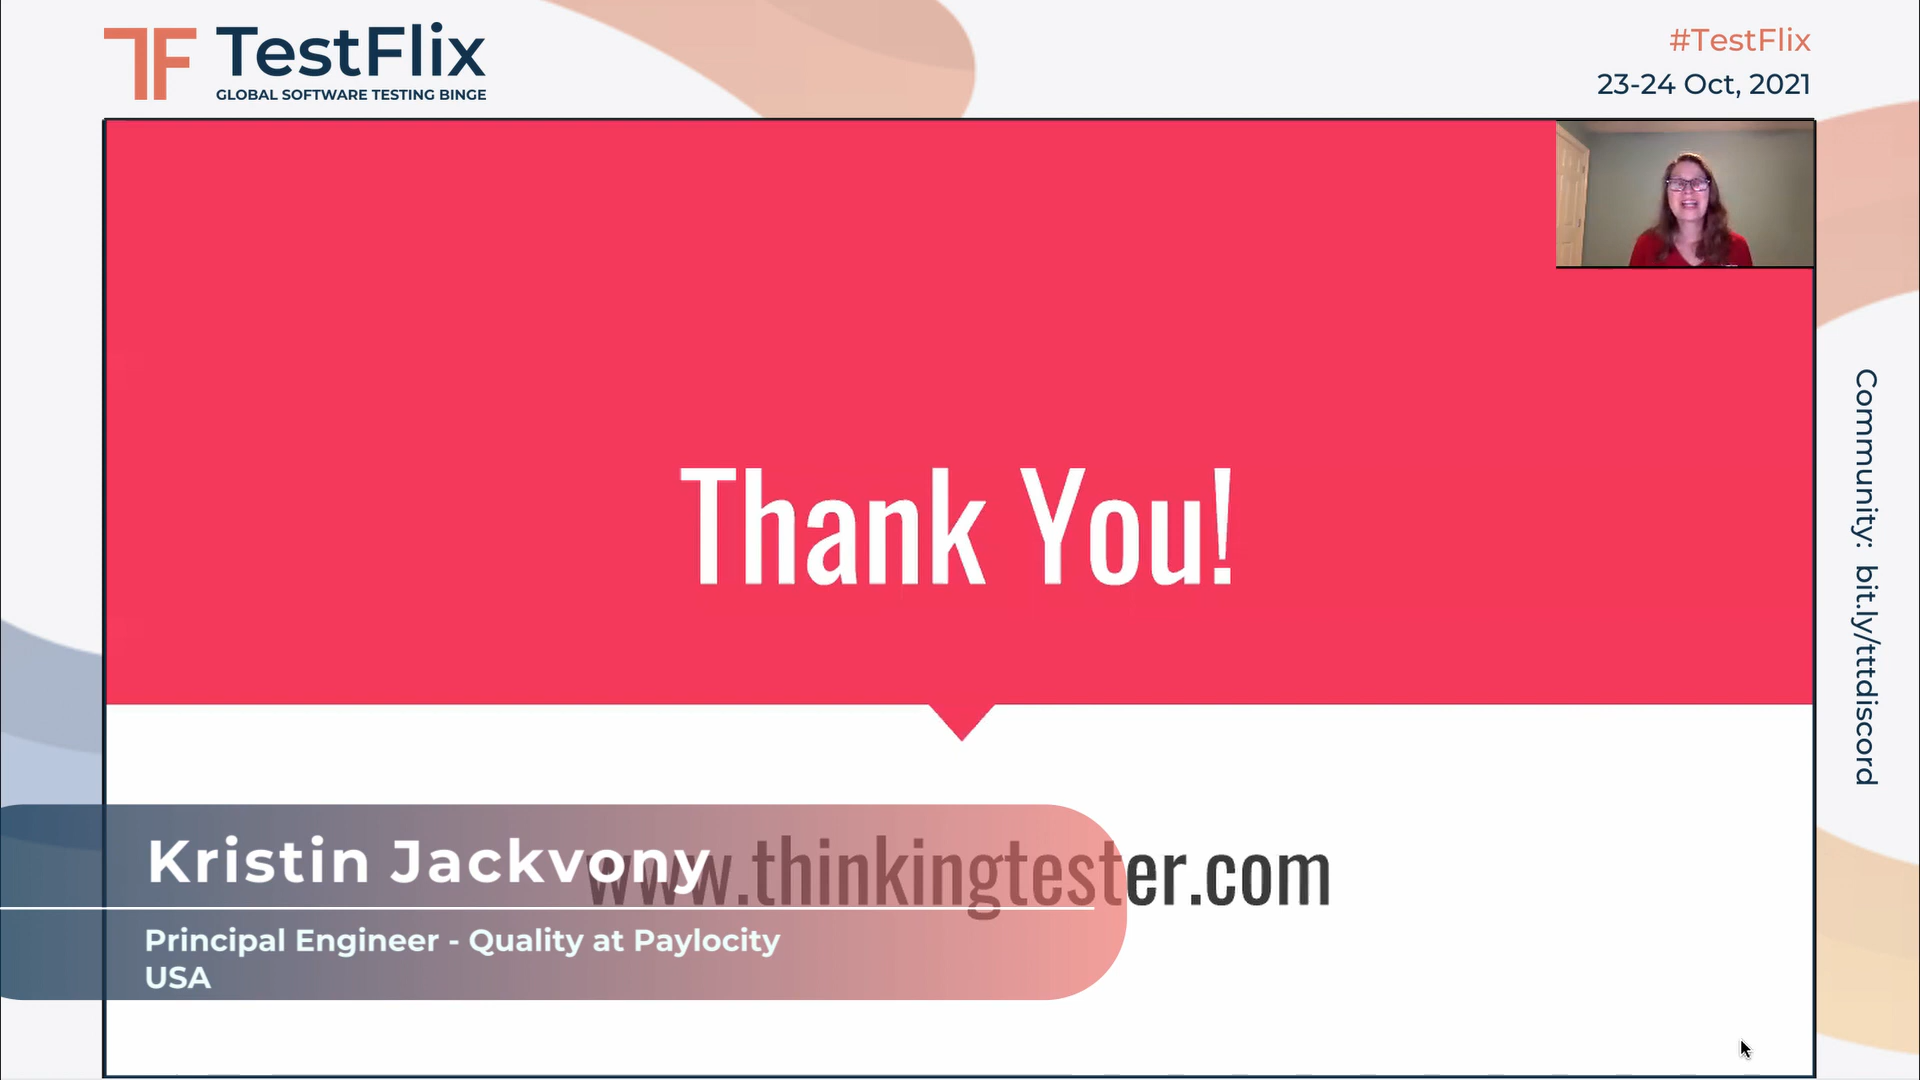 TF TestFlix
GLOBAL SOFTWARE TESTING BINGE
#TestFlix
23-24 Oct, 2021
Thank You!
www.thinkingtester.com
Kristin Jackvony
Principal Engineer - Quality at Paylocity
USA
Community: bit.ly/tttdiscord